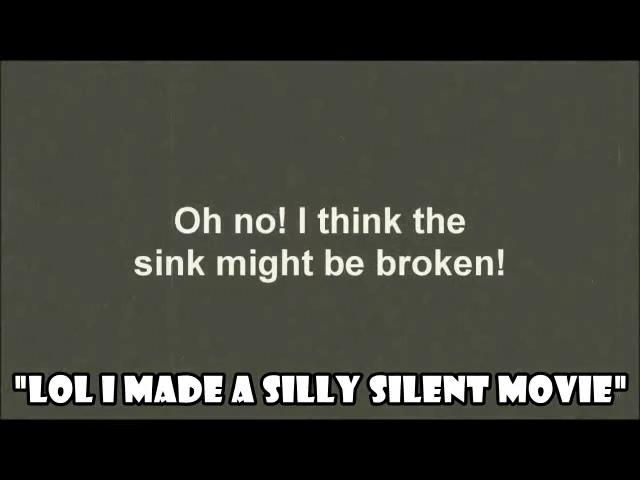 Oh no! I think the
sink might be broken!
"LOL I MADE A SILLY SILENT MOVIE"